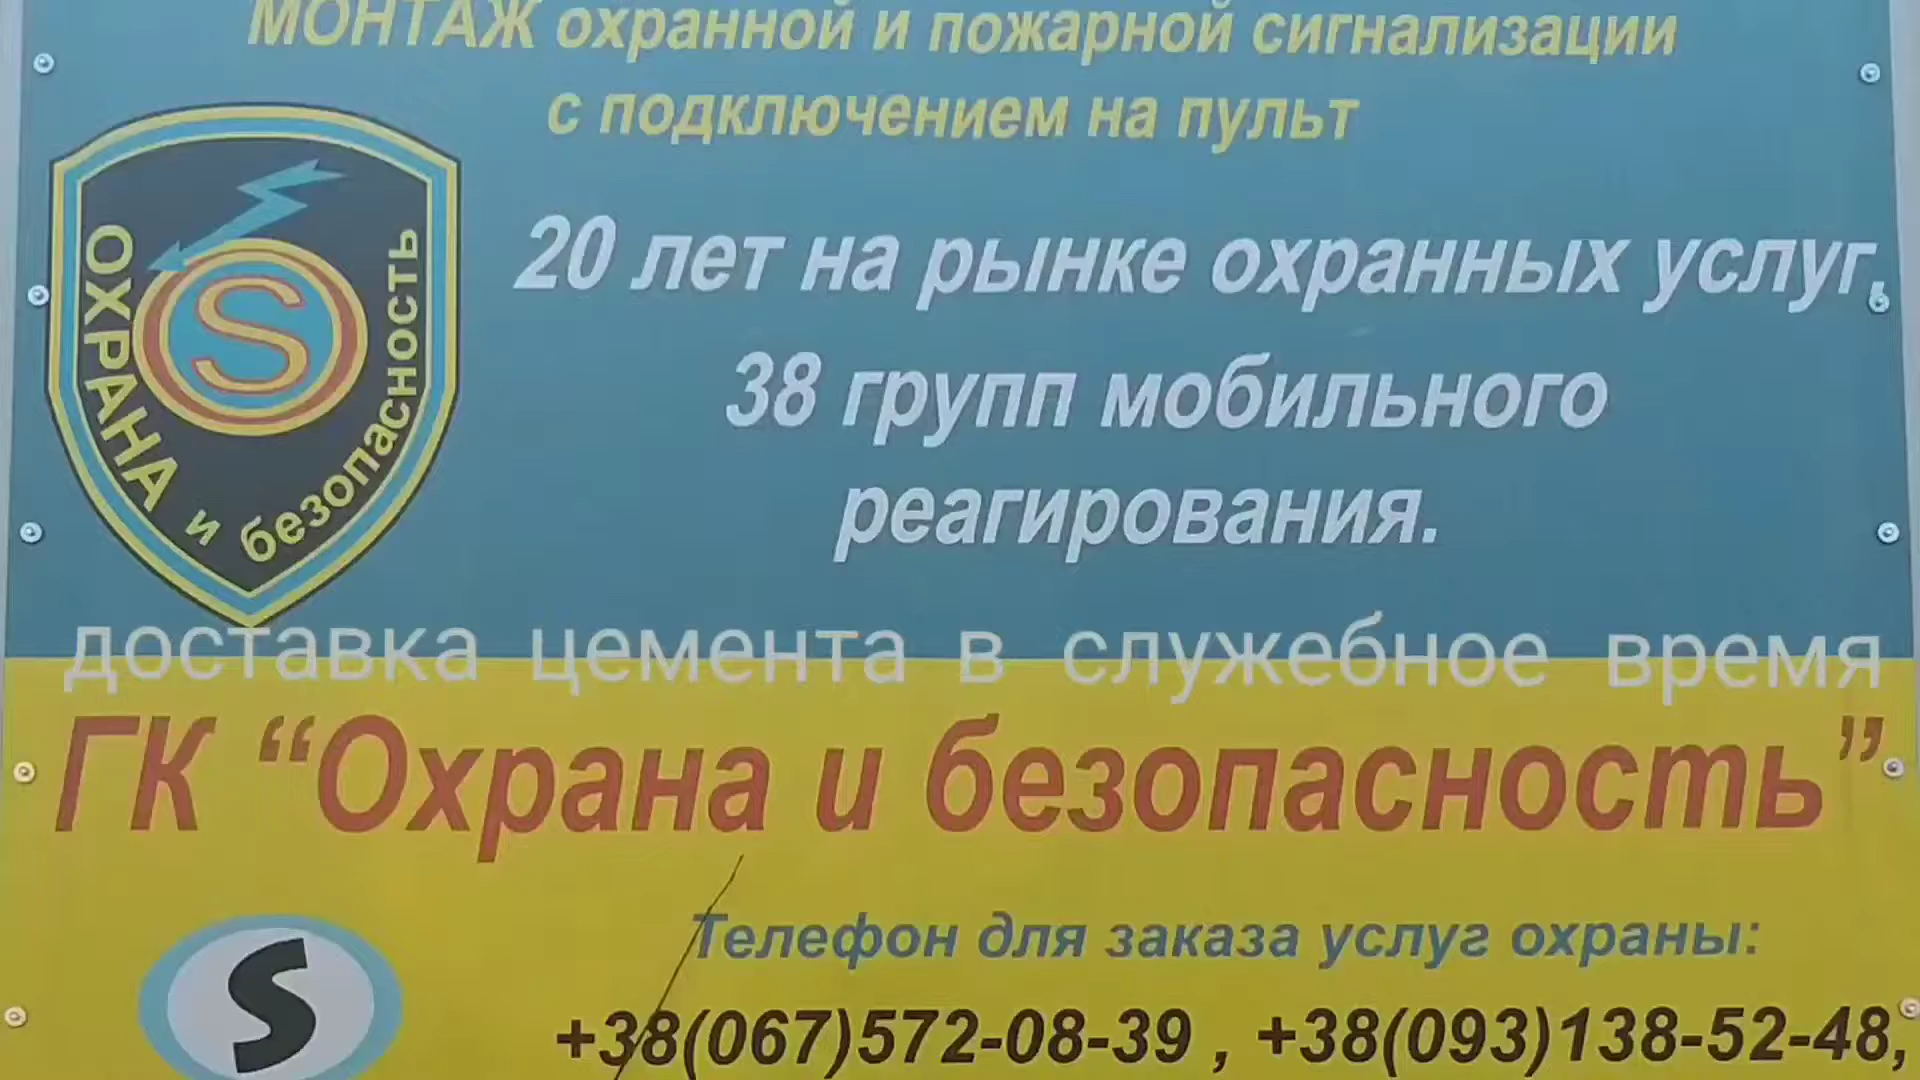 МОНТАЖ охранной и пожарной сигнализации
с подключением на пульт
ОХРАНА и безопасность
S
20 лет на рынке охранных услуг,
38 групп мобильного
реагирования.
доставка цемента в служебное время
ГК “Охрана и безопасность”
S
Телефон для заказа услуг охраны:
+38(067)572-08-39 , +38(093)138-52-48,